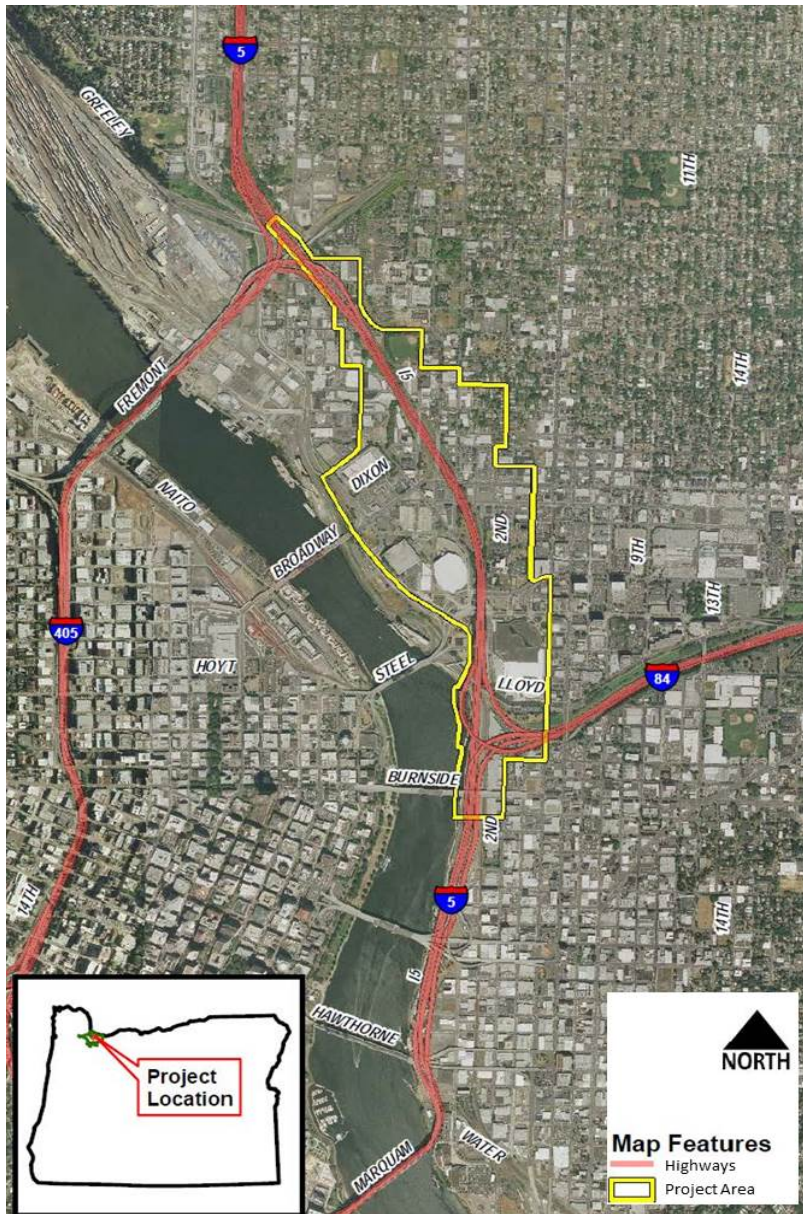 5
GREELEY
11TH
I5
14TH
FREMONT
DIXON
NAITO
2ND
BROADWAY
9TH
13TH
405
STEEL
HOYT
LLOYD
84
BURNSIDE
2ND
14TH
5
14TH
I5
HAWTHORNE
Project
Location
NORTH
WATER
MARQUAM
Map Features
Highways
Project Area